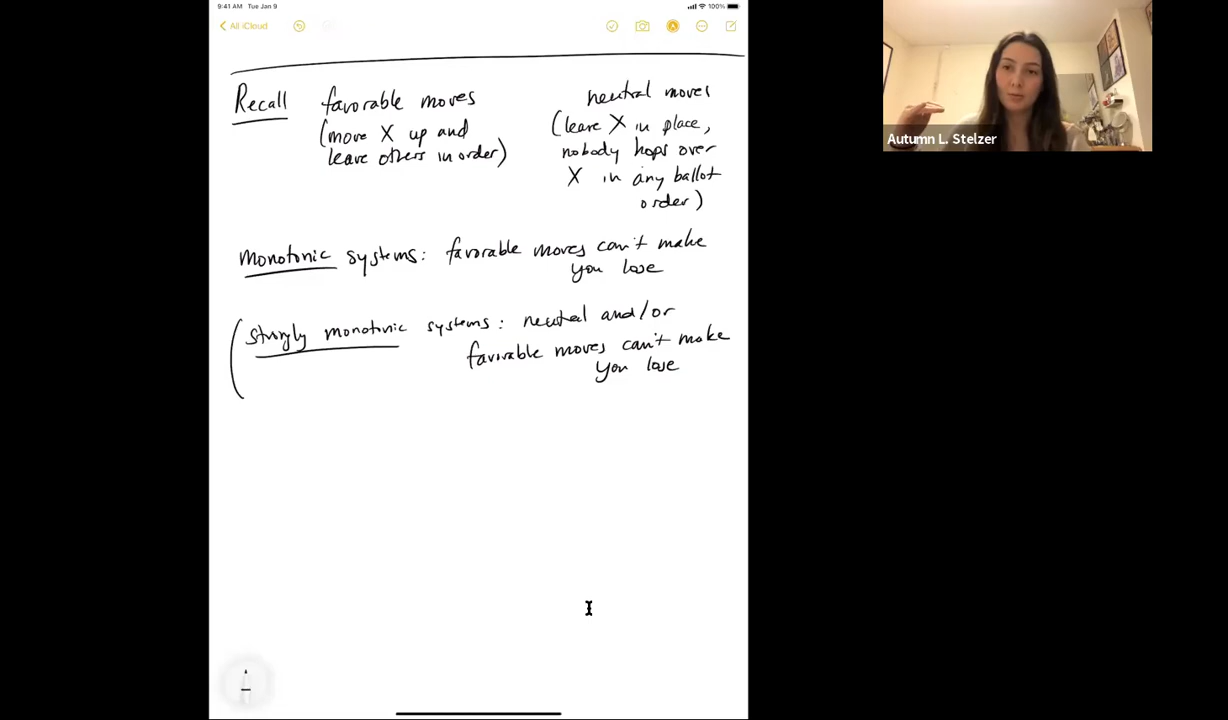 9:41 AM Tue Jan 9
100%
All iCloud
Recall favorable moves
(move X up and
leave others in order)
neutral moves
(leave X in place,
nobody hops over
X in any ballot
order)
monotonic systems: favorable moves can't make
you lose
(strongly monotonic systems: neutral and/or
favorable moves can't make
you lose
Autumn L. Stelzer